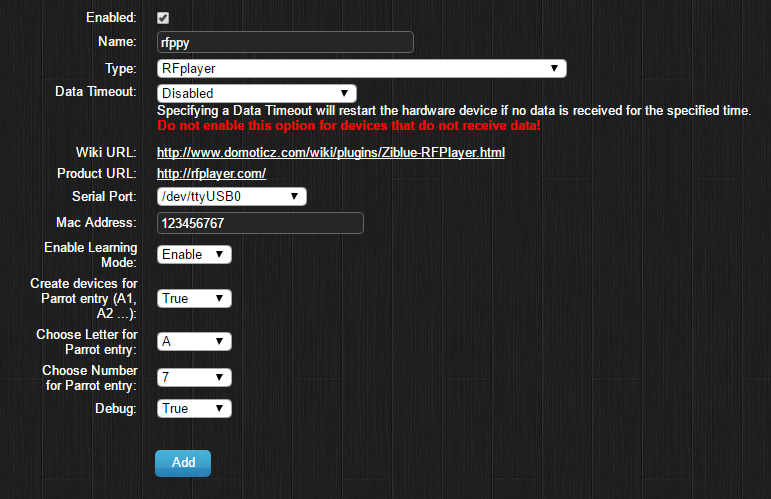 Enabled:
Name: rfppy
Type: RFplayer
Data Timeout: Disabled
Specifying a Data Timeout will restart the hardware device if no data is received for the specified time.
Do not enable this option for devices that do not receive data!
Wiki URL: http://www.domoticz.com/wiki/plugins/Ziblue-RFPlayer.html
Product URL: http://rfplayer.com/
Serial Port: /dev/ttyUSB0
Mac Address: 123456767
Enable Learning
Mode: Enable
Create devices for
Parrot entry (A1,
A2 ...): True
Choose Letter for
Parrot entry: A
Choose Number
for Parrot entry: 7
Debug: True
Add